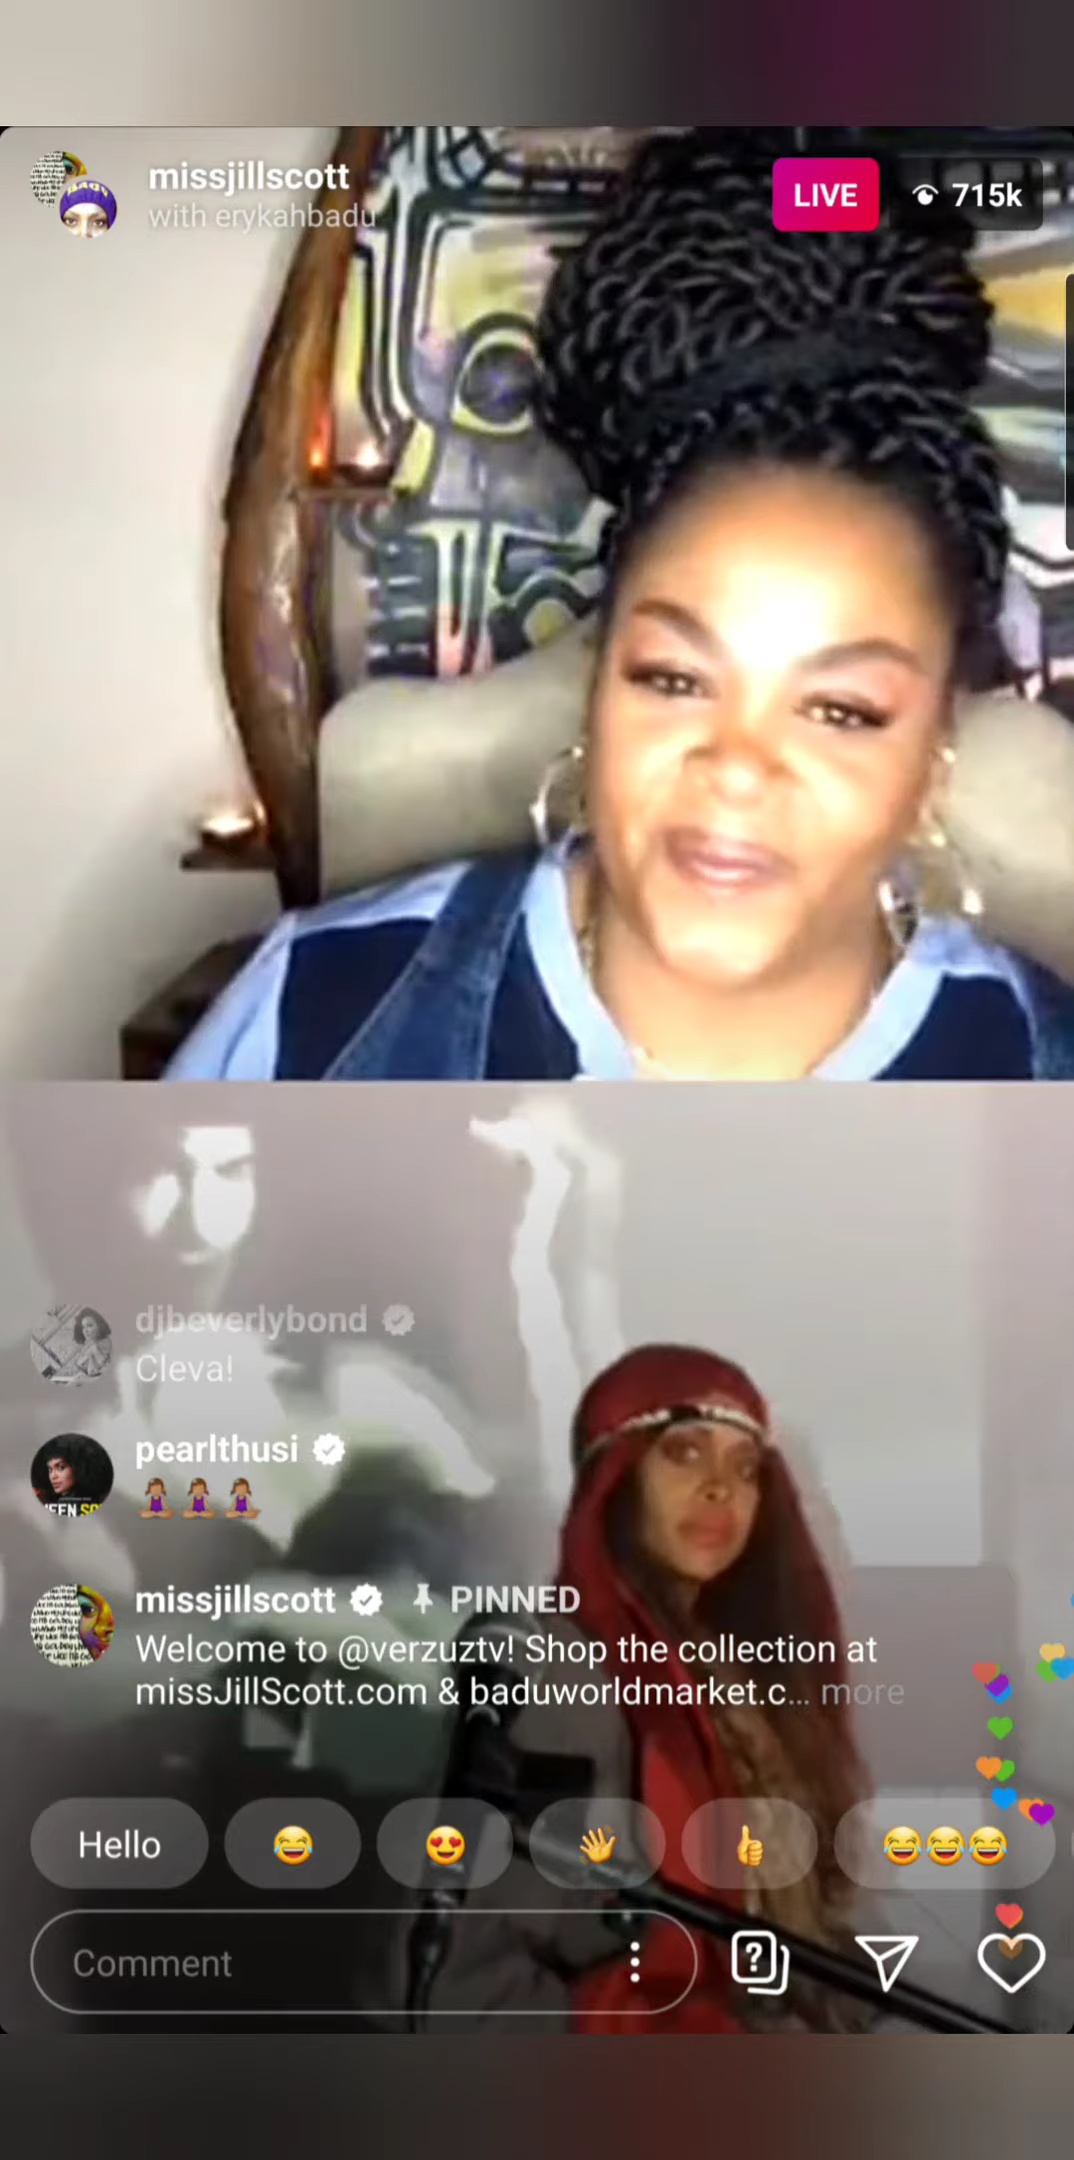 missjillscott
with erykahbadu
LIVE
715k
djbeverlybond
Cleva!
pearlthusi
missjillscott PINNED
Welcome to @verzuztv! Shop the collection at
missJillScott.com & baduworldmarket.c... more
Hello
Comment